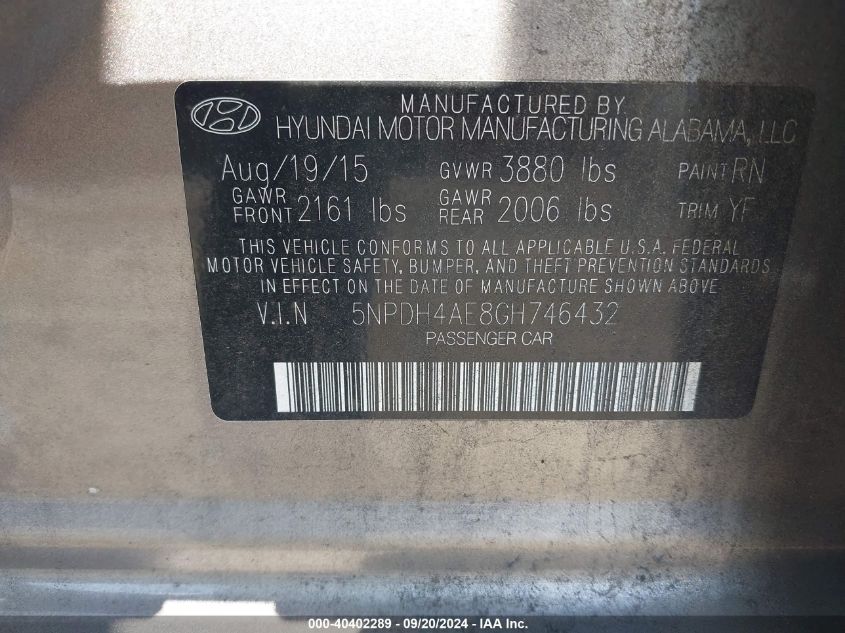 MANUFACTURED BY
HYUNDAI MOTOR MANUFACTURING ALABAMA, LLC
Aug/19/15 GVWR 3880 lbs PAINT RN
GAWR FRONT 2161 lbs GAWR REAR 2006 lbs TRIM YF
THIS VEHICLE CONFORMS TO ALL APPLICABLE U.S.A. FEDERAL
MOTOR VEHICLE SAFETY, BUMPER, AND THEFT PREVENTION STANDARDS
IN EFFECT ON THE DATE OF MANUFACTURE SHOWN ABOVE
V.I.N 5NPDH4AE8GH746432
PASSENGER CAR
000-40402289 - 09/20/2024 - IAA Inc.